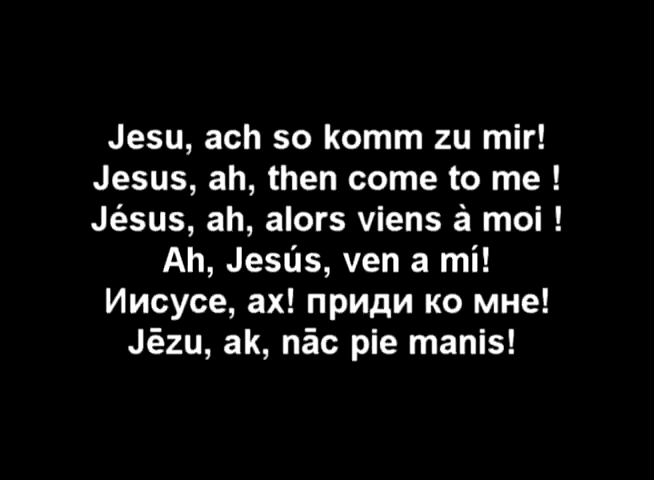 Jesu, ach so komm zu mir!
Jesus, ah, then come to me !
Jésus, ah, alors viens à moi !
Ah, Jesús, ven a mí!
Иисусе, ах! приди ко мне!
Jēzu, ak, nāc pie manis!